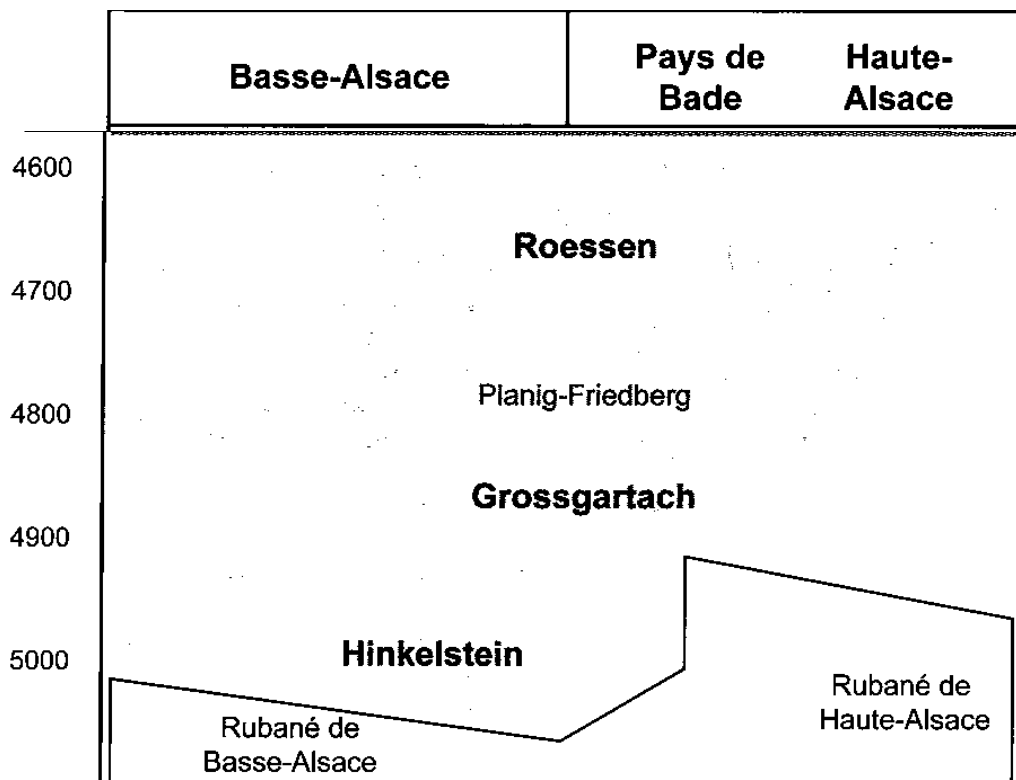 Basse-Alsace
Pays de
Bade
Haute-
Alsace
4600
Roessen
4700
Planig-Friedberg
4800
Grossgartach
4900
Hinkelstein
5000
Rubané de
Haute-Alsace
Rubané de
Basse-Alsace